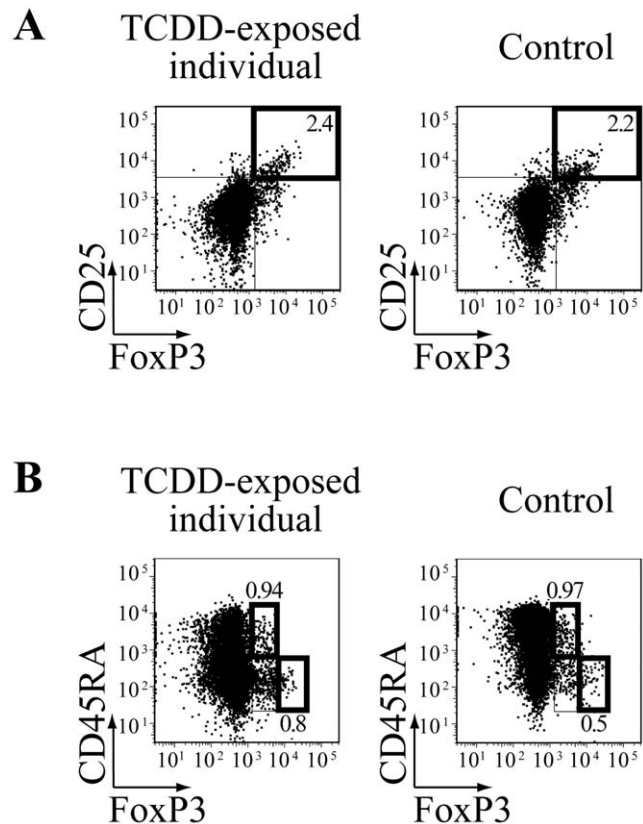 A
TCDD-exposed
individual
Control
2.4
2.2
10⁵
10⁴
10³
10²
10¹
10⁵
10⁴
10³
10²
10¹
CD25
CD25
10¹ 10² 10³ 10⁴ 10⁵
10¹ 10² 10³ 10⁴ 10⁵
FoxP3
FoxP3
B
TCDD-exposed
individual
Control
0.94
0.97
10⁵
10⁴
10³
10²
10¹
10⁵
10⁴
10³
10²
10¹
0.8
0.5
CD45RA
CD45RA
10¹ 10² 10³ 10⁴ 10⁵
10¹ 10² 10³ 10⁴ 10⁵
FoxP3
FoxP3